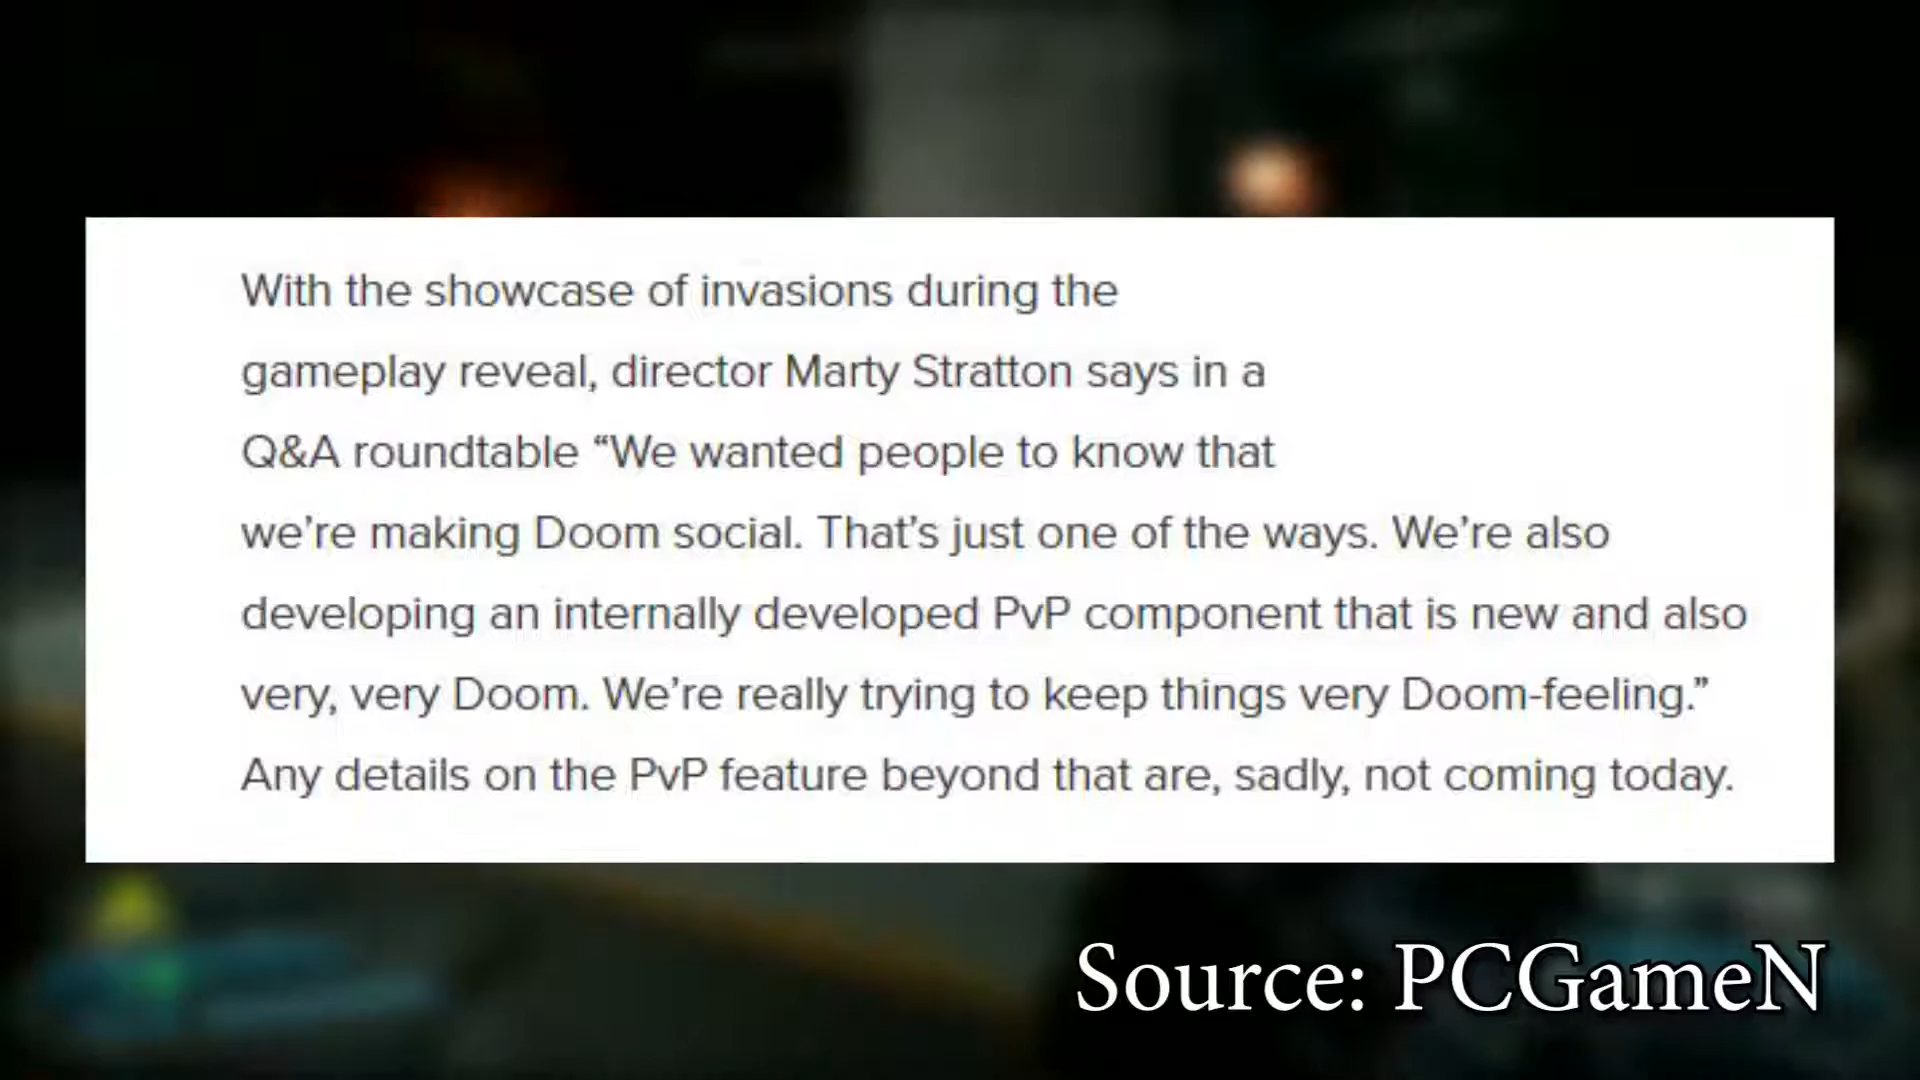 With the showcase of invasions during the
gameplay reveal, director Marty Stratton says in a
Q&A roundtable “We wanted people to know that
we’re making Doom social. That’s just one of the ways. We’re also
developing an internally developed PvP component that is new and also
very, very Doom. We’re really trying to keep things very Doom-feeling.”
Any details on the PvP feature beyond that are, sadly, not coming today.
Source: PCGameN